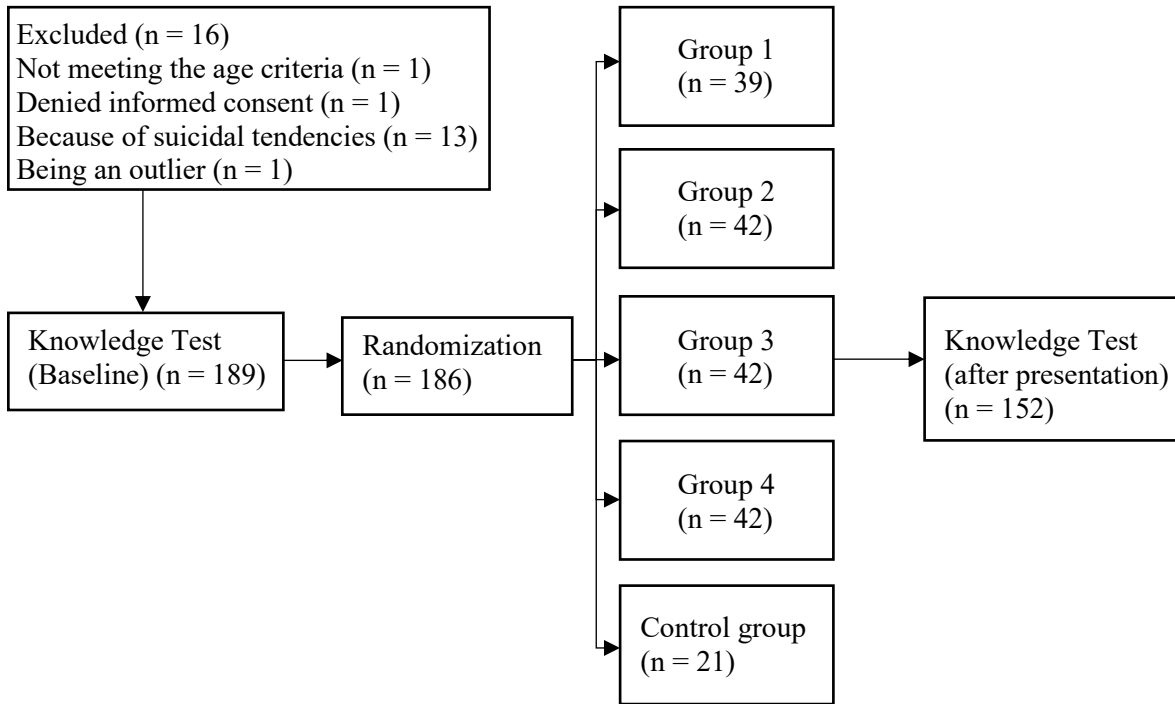 Excluded (n = 16)
Not meeting the age criteria (n = 1)
Denied informed consent (n = 1)
Because of suicidal tendencies (n = 13)
Being an outlier (n = 1)
Knowledge Test
(Baseline) (n = 189)
Randomization
(n = 186)
Group 1
(n = 39)
Group 2
(n = 42)
Group 3
(n = 42)
Group 4
(n = 42)
Control group
(n = 21)
Knowledge Test
(after presentation)
(n = 152)